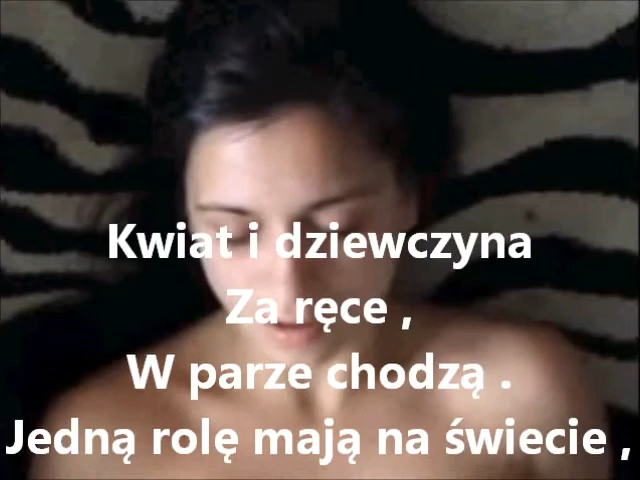 Kwiat i dziewczyna
Za ręce ,
W parze chodzą .
Jedną rolę mają na świecie ,